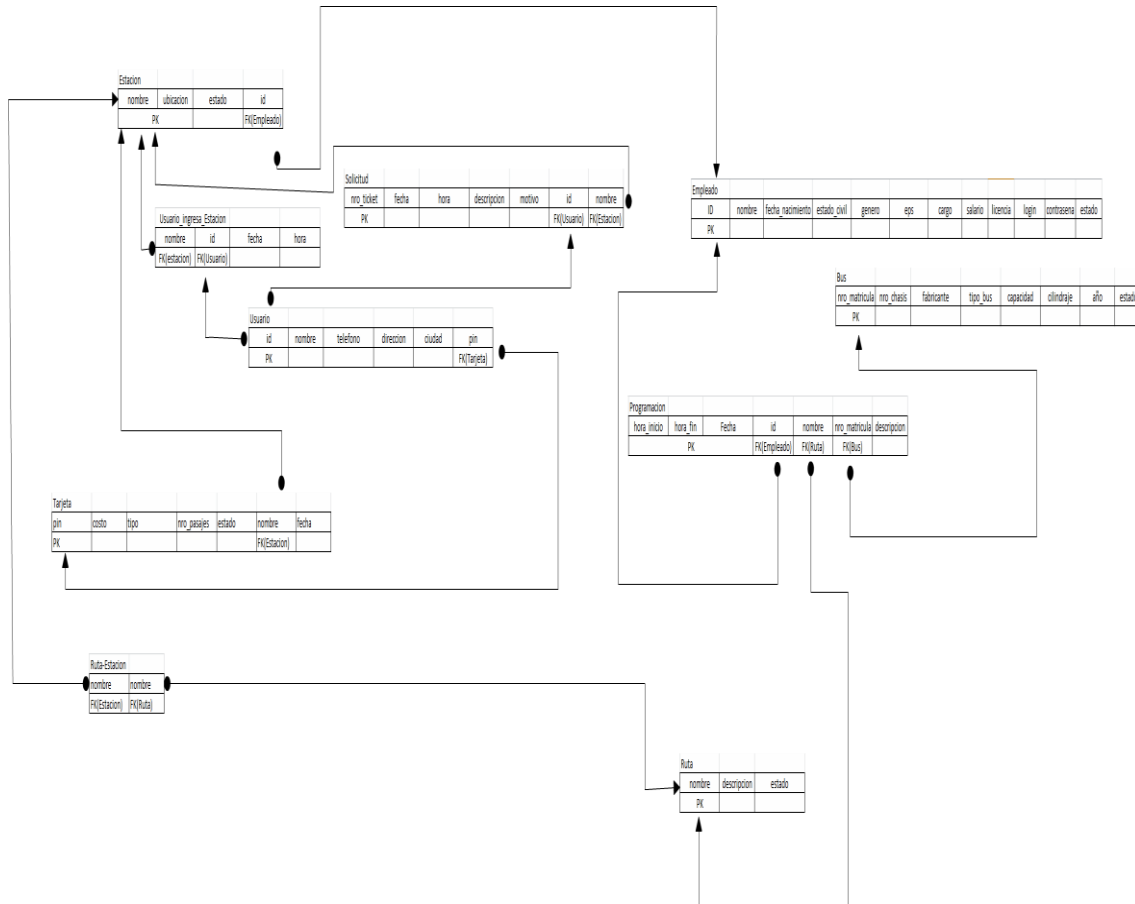 Estacion
nombre ubicacion estado id
PK FK(Empleado)
Solicitud
nro_ticket fecha hora descripcion motivo id nombre
PK FK(Usuario) FK(Estacion)
Empleado
ID nombre fecha_nacimiento estado_civil genero eps cargo salario licencia login contrasena estado
PK
Usuario_ingresa_Estacion
nombre id fecha hora
FK(estacion) FK(Usuario)
Bus
nro_matricula nro_chasis fabricante tipo_bus capacidad cilindraje año estado
PK
Usuario
id nombre telefono direccion ciudad pin
PK FK(Tarjeta)
Programacion
hora_inicio hora_fin Fecha id nombre nro_matricula descripcion
PK FK(Empleado) FK(Ruta) FK(Bus)
Tarjeta
pin costo tipo nro_pasajes estado nombre fecha
PK FK(Estacion)
Ruta-Estacion
nombre nombre
FK(Estacion) FK(Ruta)
Ruta
nombre descripcion estado
PK